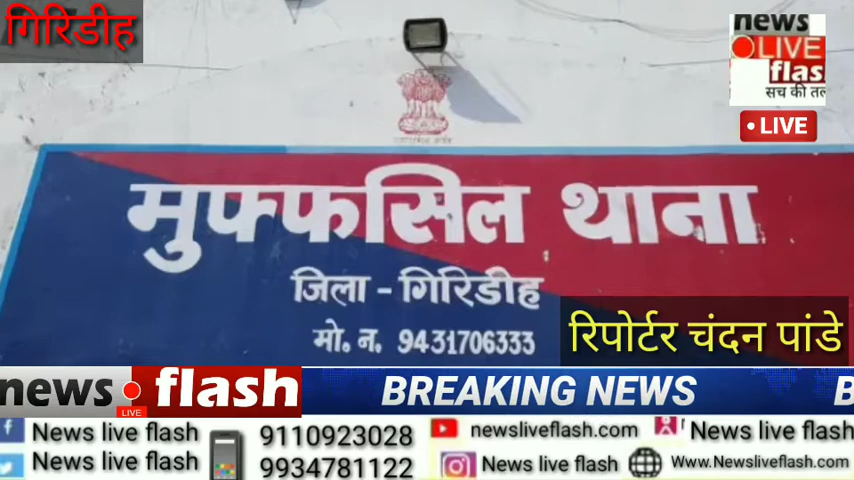 गिरिडीह
news
LIVE
flas
सच की तल
• LIVE
मुफ्फसिल थाना
जिला - गिरिडीह
मो. न. 9431706333
रिपोर्टर चंदन पांडे
news flash
LIVE
BREAKING NEWS
B
News live flash
9110923028
newsliveflash.com
News live flash
News live flash
9934781122
News live flash
Www.Newsliveflash.com